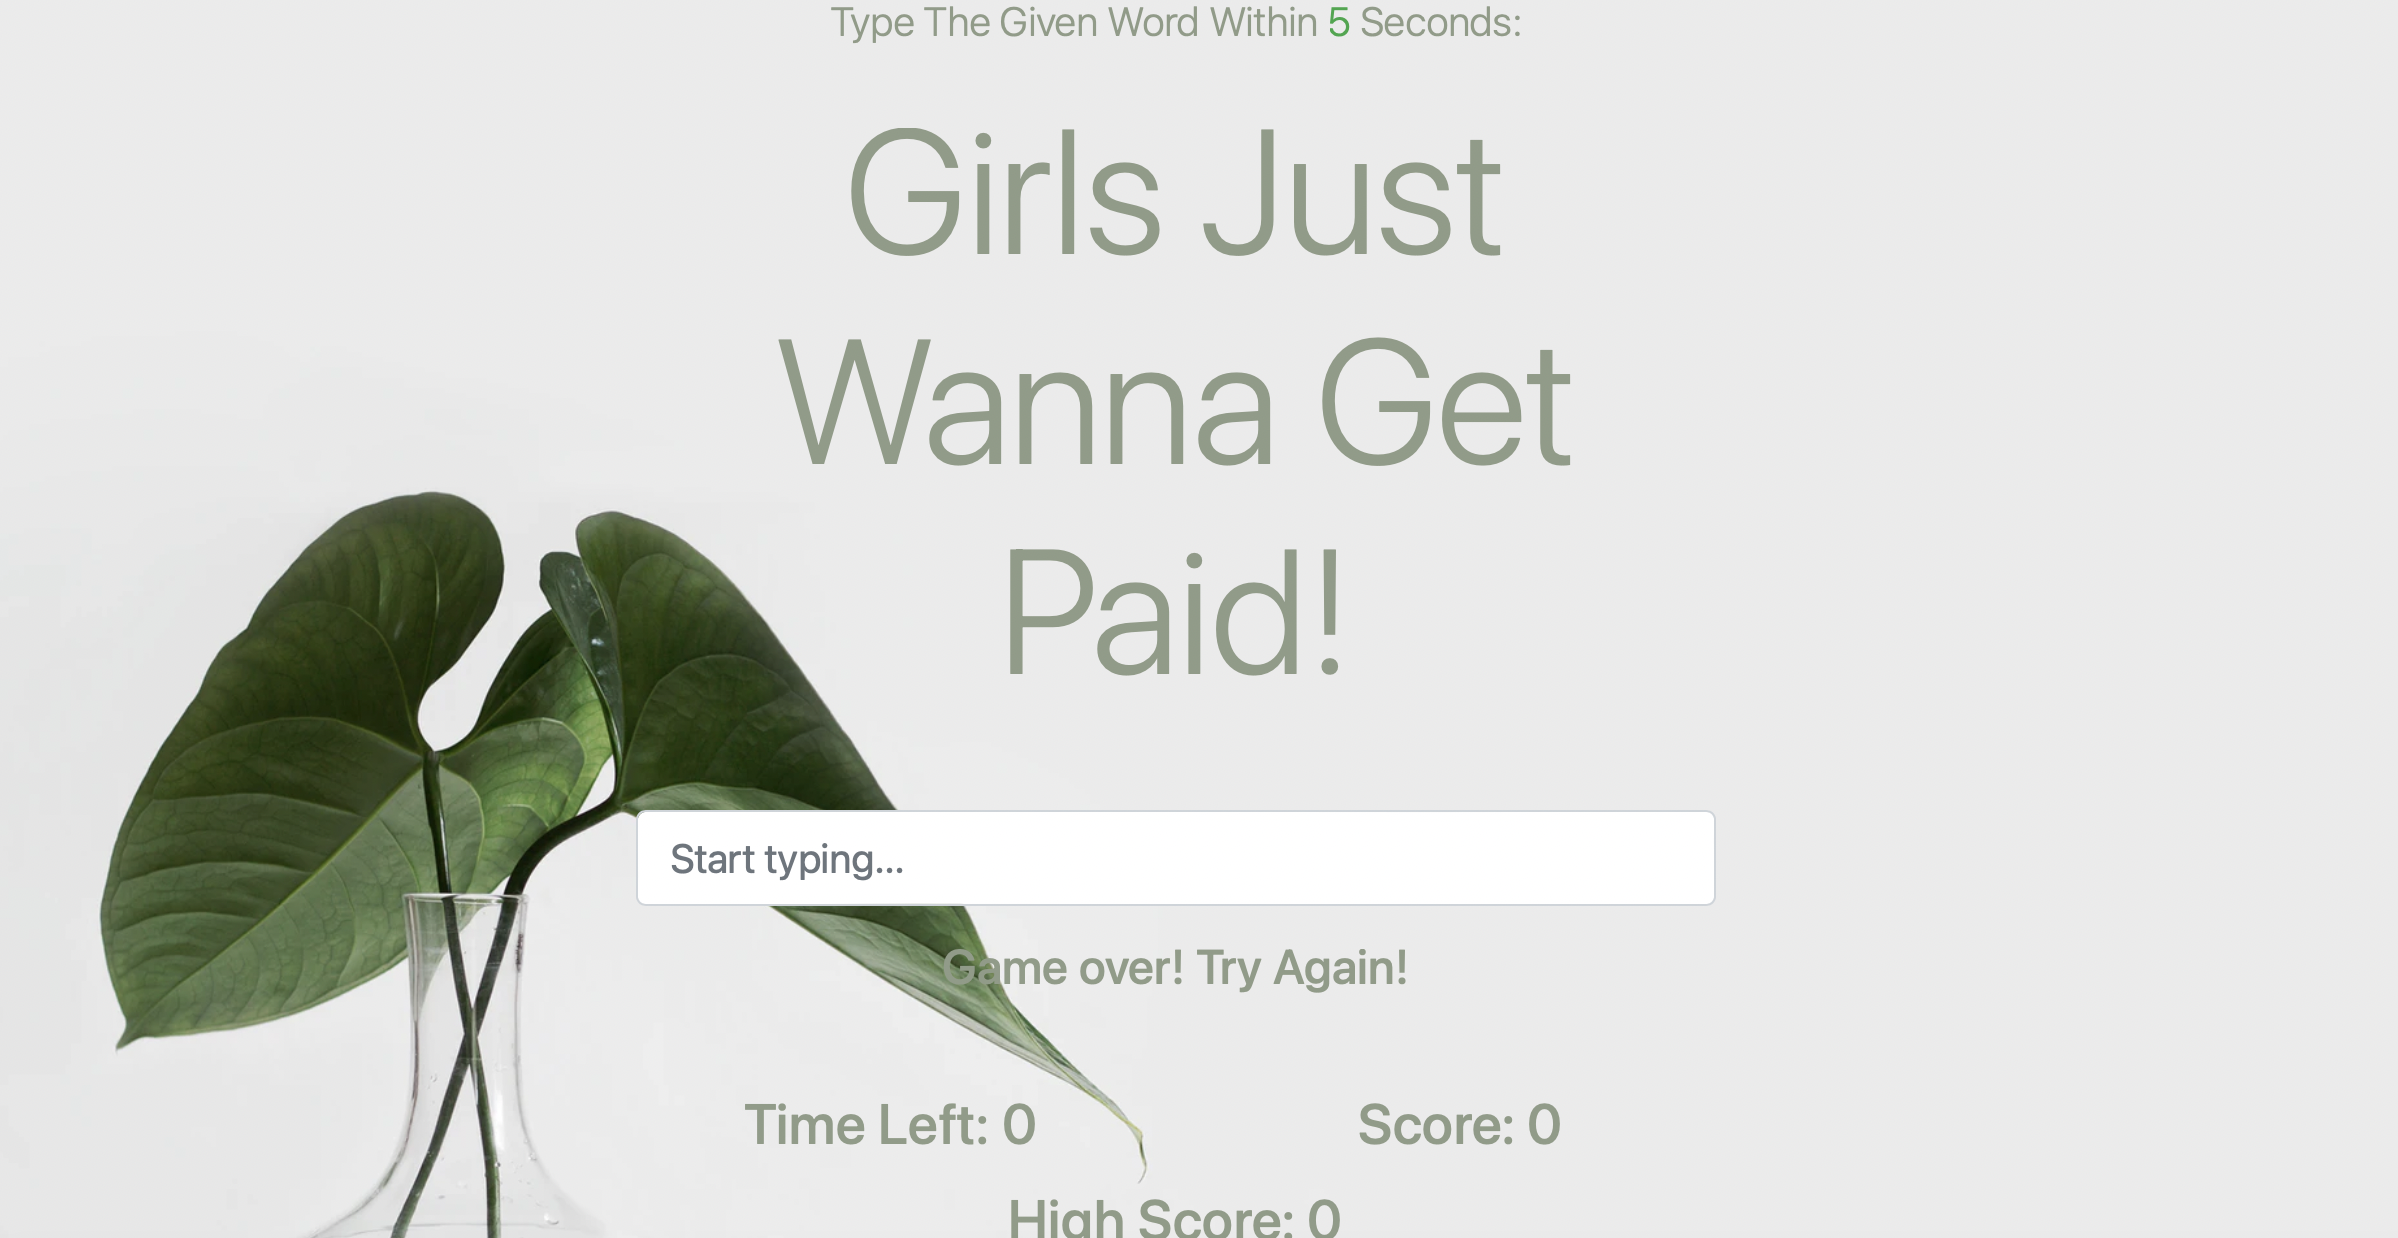 Type The Given Word Within 5 Seconds:
Girls Just
Wanna Get
Paid!
Start typing...
Game over! Try Again!
Time Left: 0 Score: 0
High Score: 0